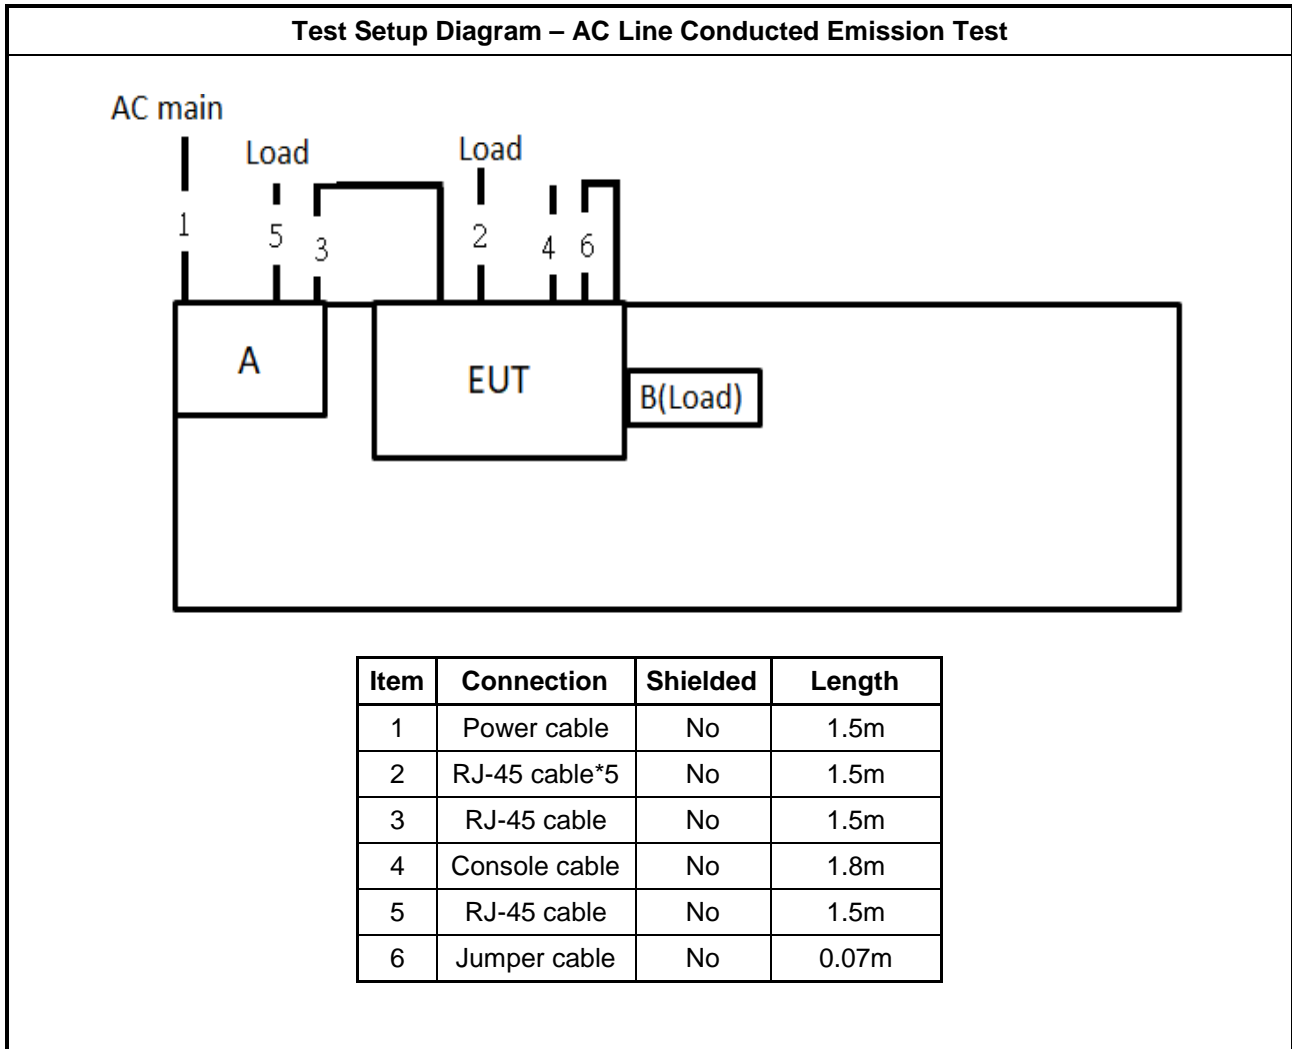 Test Setup Diagram – AC Line Conducted Emission Test
AC main
Load
Load
1
5
3
2
4
6
A
EUT
B(Load)
Item Connection Shielded Length
1 Power cable No 1.5m
2 RJ-45 cable*5 No 1.5m
3 RJ-45 cable No 1.5m
4 Console cable No 1.8m
5 RJ-45 cable No 1.5m
6 Jumper cable No 0.07m